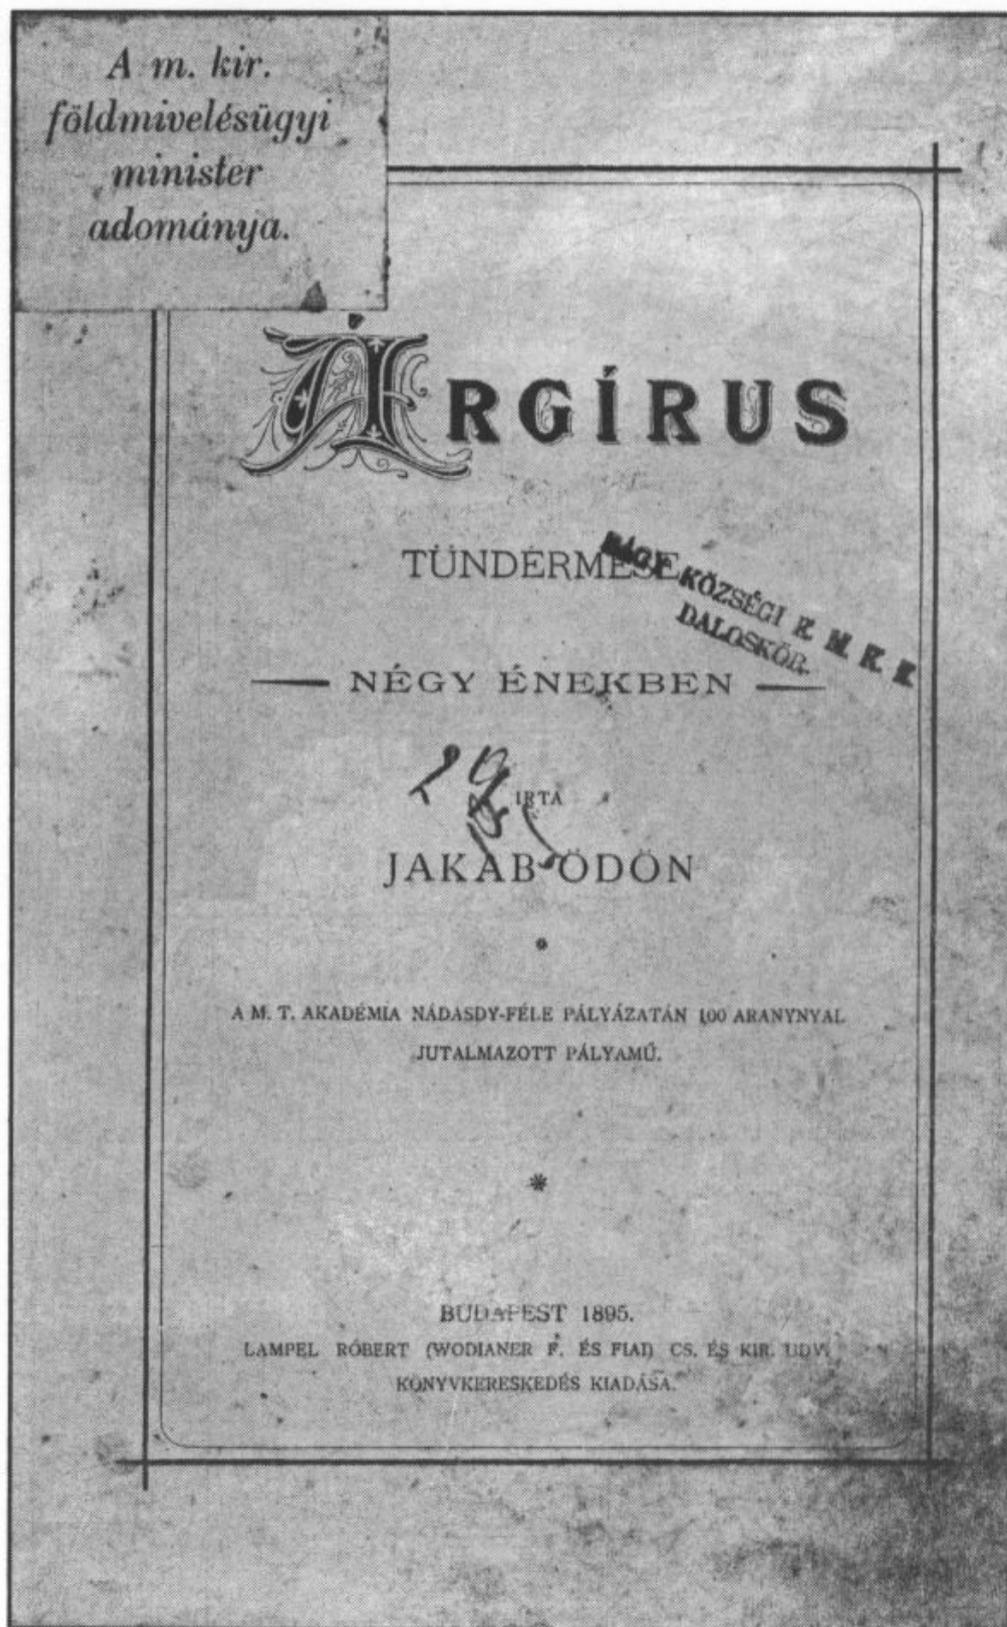 A m. kir.
földmivelésügyi
minister
adománya.
ÁRGÍRUS
TÜNDÉRMESE
KÖZSÉGI K. M. K. E.
DALOSKÖR.
NÉGY ÉNEKBEN
IRTA
JAKAB ÖDÖN
A M. T. AKADÉMIA NÁDASDY-FÉLE PÁLYÁZATÁN 100 ARANYNYAL
JUTALMAZOTT PÁLYAMŰ.
BUDAPEST 1895.
LAMPEL RÓBERT (WODIANER F. ÉS FIAI) CS. ÉS KIR. UDV.
KÖNYVKERESKEDÉS KIADÁSA.